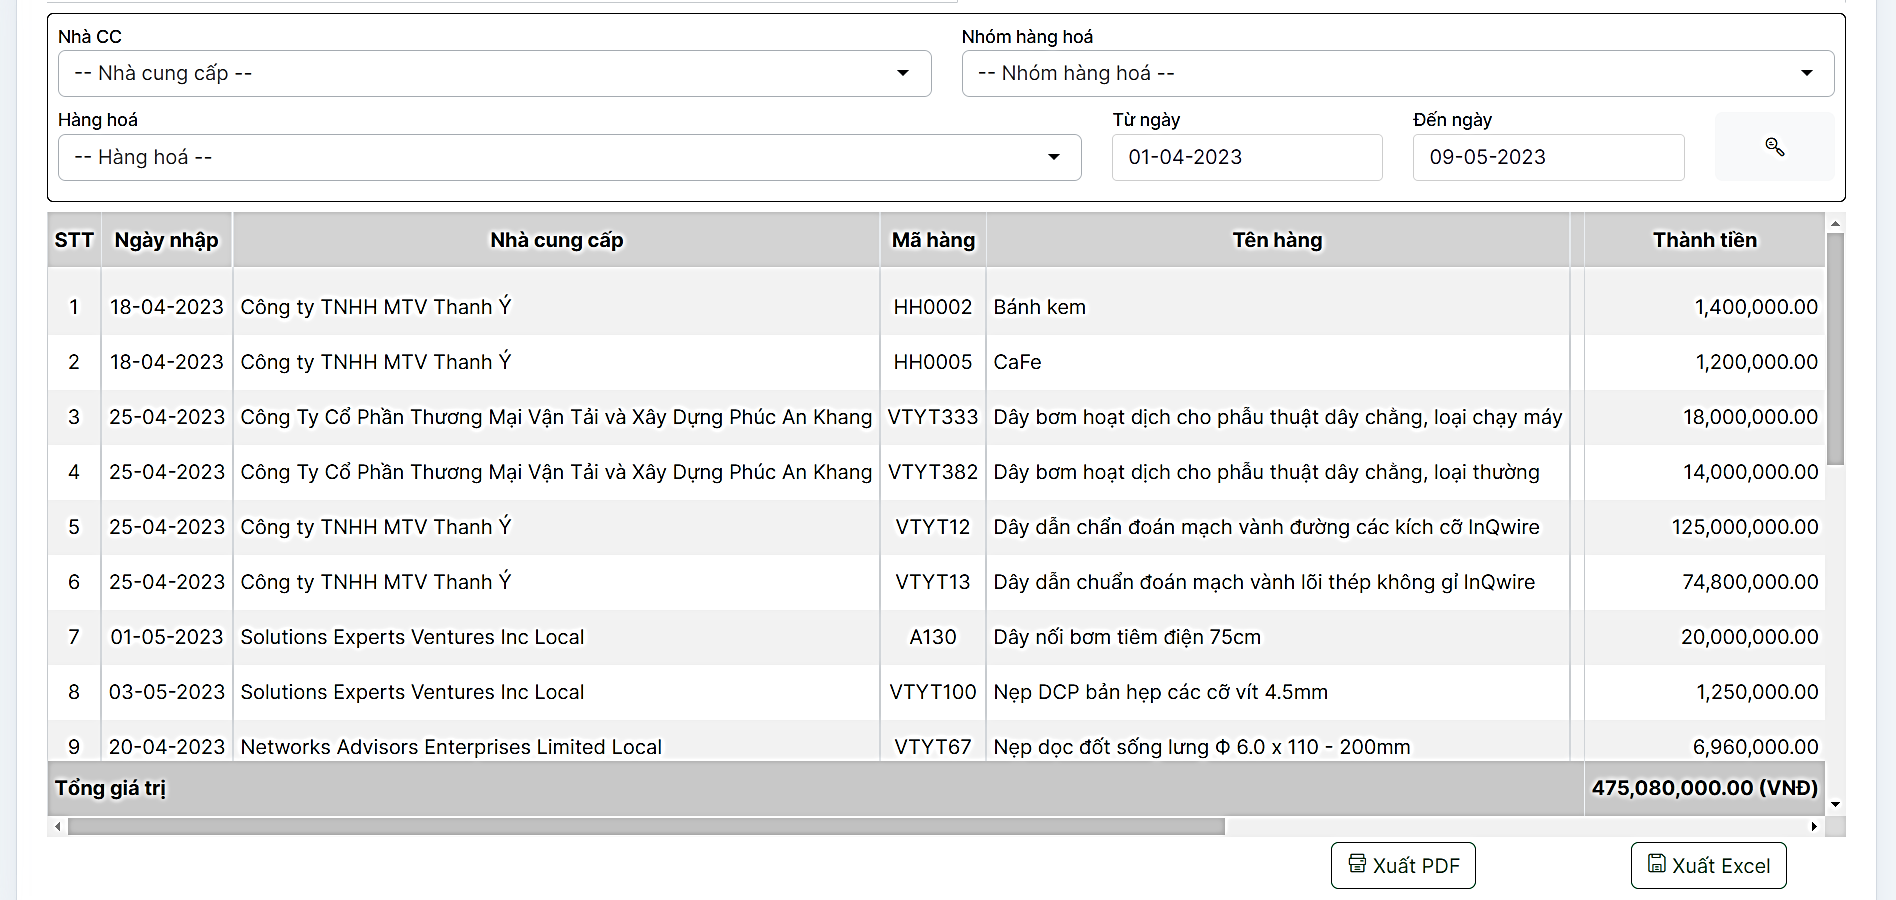 Nhà CC
Nhóm hàng hoá
-- Nhà cung cấp --
-- Nhóm hàng hoá --
Hàng hoá
Từ ngày
Đến ngày
-- Hàng hoá --
01-04-2023
09-05-2023
STT Ngày nhập Nhà cung cấp Mã hàng Tên hàng Thành tiền
1 18-04-2023 Công ty TNHH MTV Thanh Ý HH0002 Bánh kem 1,400,000.00
2 18-04-2023 Công ty TNHH MTV Thanh Ý HH0005 CaFe 1,200,000.00
3 25-04-2023 Công Ty Cổ Phần Thương Mại Vận Tải và Xây Dựng Phúc An Khang VTYT333 Dây bơm hoạt dịch cho phẫu thuật dây chằng, loại chạy máy 18,000,000.00
4 25-04-2023 Công Ty Cổ Phần Thương Mại Vận Tải và Xây Dựng Phúc An Khang VTYT382 Dây bơm hoạt dịch cho phẫu thuật dây chằng, loại thường 14,000,000.00
5 25-04-2023 Công ty TNHH MTV Thanh Ý VTYT12 Dây dẫn chẩn đoán mạch vành đường các kích cỡ InQwire 125,000,000.00
6 25-04-2023 Công ty TNHH MTV Thanh Ý VTYT13 Dây dẫn chuẩn đoán mạch vành lõi thép không gỉ InQwire 74,800,000.00
7 01-05-2023 Solutions Experts Ventures Inc Local A130 Dây nối bơm tiêm điện 75cm 20,000,000.00
8 03-05-2023 Solutions Experts Ventures Inc Local VTYT100 Nẹp DCP bản hẹp các cỡ vít 4.5mm 1,250,000.00
9 20-04-2023 Networks Advisors Enterprises Limited Local VTYT67 Nẹp dọc đốt sống lưng Φ 6.0 x 110 - 200mm 6,960,000.00
Tổng giá trị 475,080,000.00 (VNĐ)
Xuất PDF
Xuất Excel